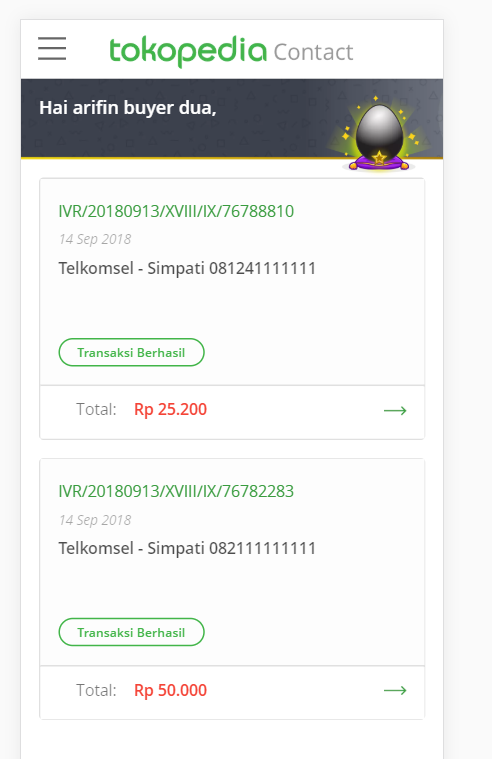 tokopedia Contact
Hai arifin buyer dua,
IVR/20180913/XVIII/IX/76788810
14 Sep 2018
Telkomsel - Simpati 081241111111
Transaksi Berhasil
Total: Rp 25.200
IVR/20180913/XVIII/IX/76782283
14 Sep 2018
Telkomsel - Simpati 082111111111
Transaksi Berhasil
Total: Rp 50.000